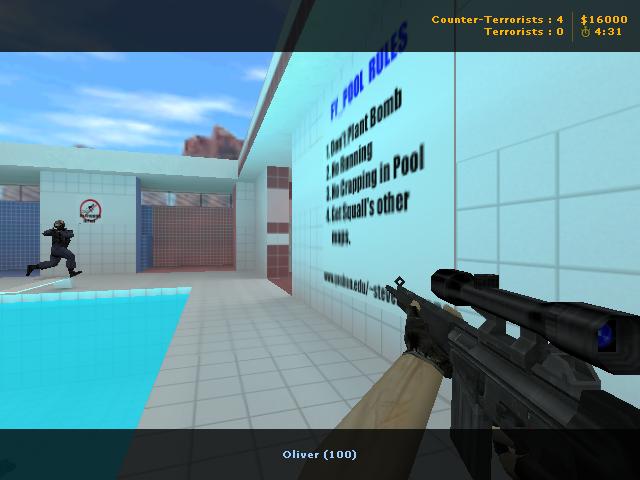 Counter-Terrorists : 4 $16000
Terrorists : 0 4:31
FY_POOL RULES
1. Don't Plant Bomb
2. No Running
3. No Crapping in Pool
4. Get Squall's other
maps.
Oliver (100)